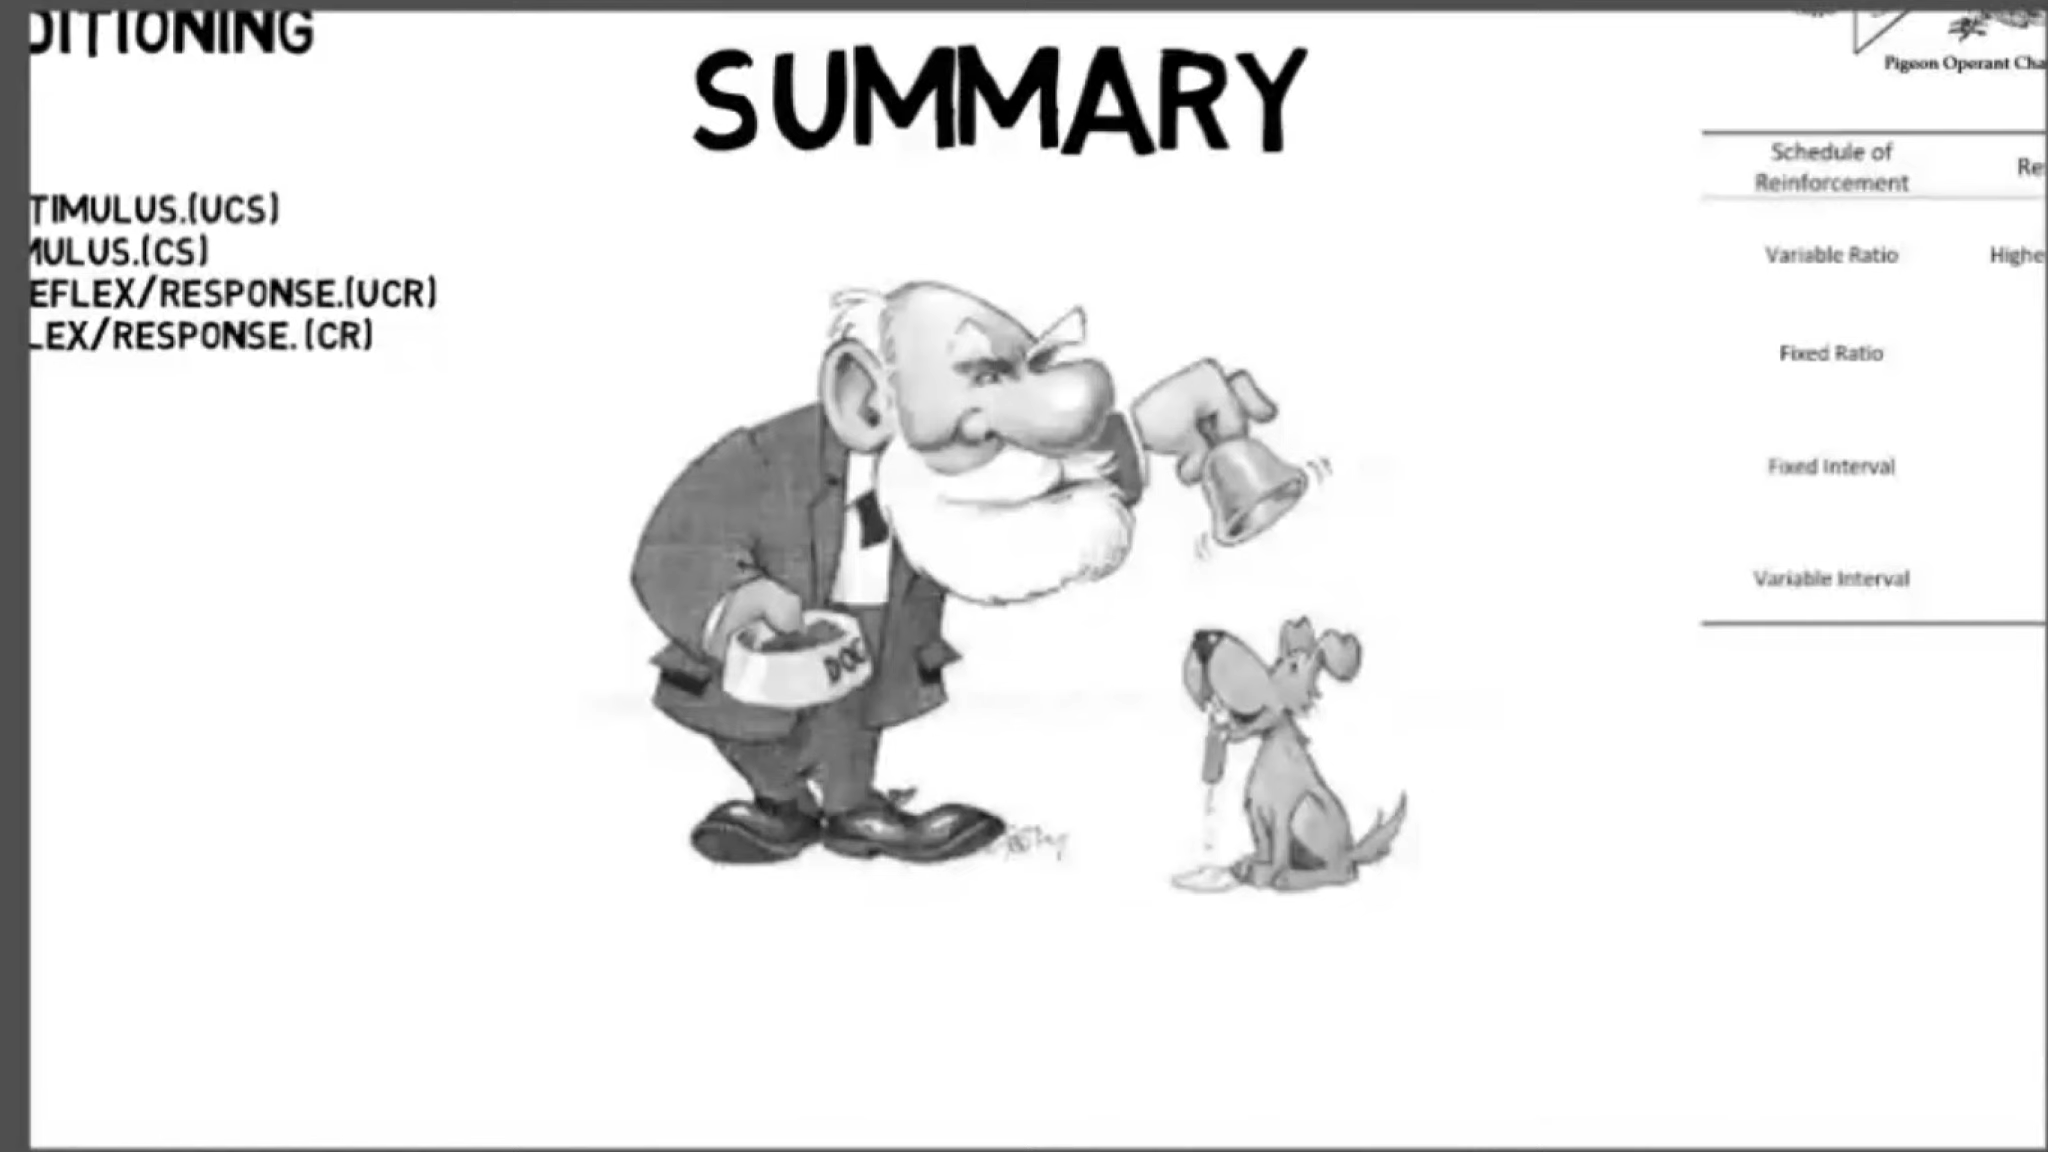 DITIONING
SUMMARY
TIMULUS.(UCS)
MULUS.(CS)
EFLEX/RESPONSE.(UCR)
LEX/RESPONSE. (CR)
DOG
Pigeon Operant Cha
Schedule of
Reinforcement
Re
Variable Ratio
Highe
Fixed Ratio
Fixed Interval
Variable Interval